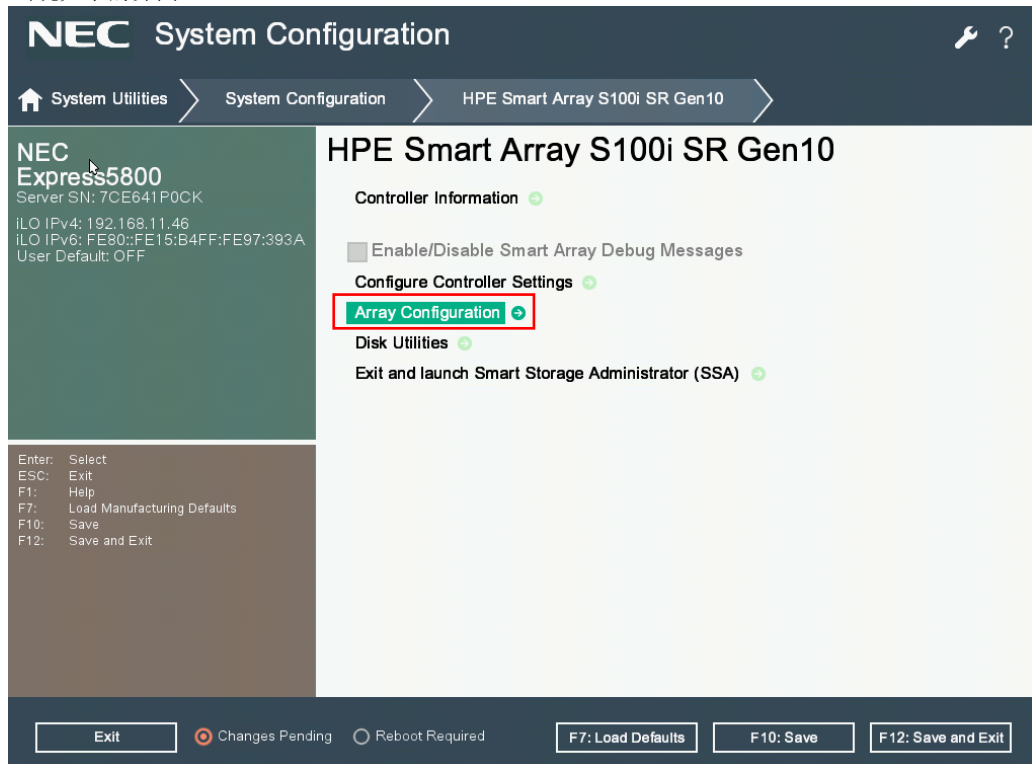 NEC System Configuration
?
System Utilities
System Configuration
HPE Smart Array S100i SR Gen10
NEC
Express5800
Server SN: 7CE641P0CK
iLO IPv4: 192.168.11.46
iLO IPv6: FE80::FE15:B4FF:FE97:393A
User Default: OFF
HPE Smart Array S100i SR Gen10
Controller Information
Enable/Disable Smart Array Debug Messages
Configure Controller Settings
Array Configuration
Disk Utilities
Exit and launch Smart Storage Administrator (SSA)
Enter: Select
ESC: Exit
F1: Help
F7: Load Manufacturing Defaults
F10: Save
F12: Save and Exit
Exit
Changes Pending
Reboot Required
F7: Load Defaults
F10: Save
F12: Save and Exit